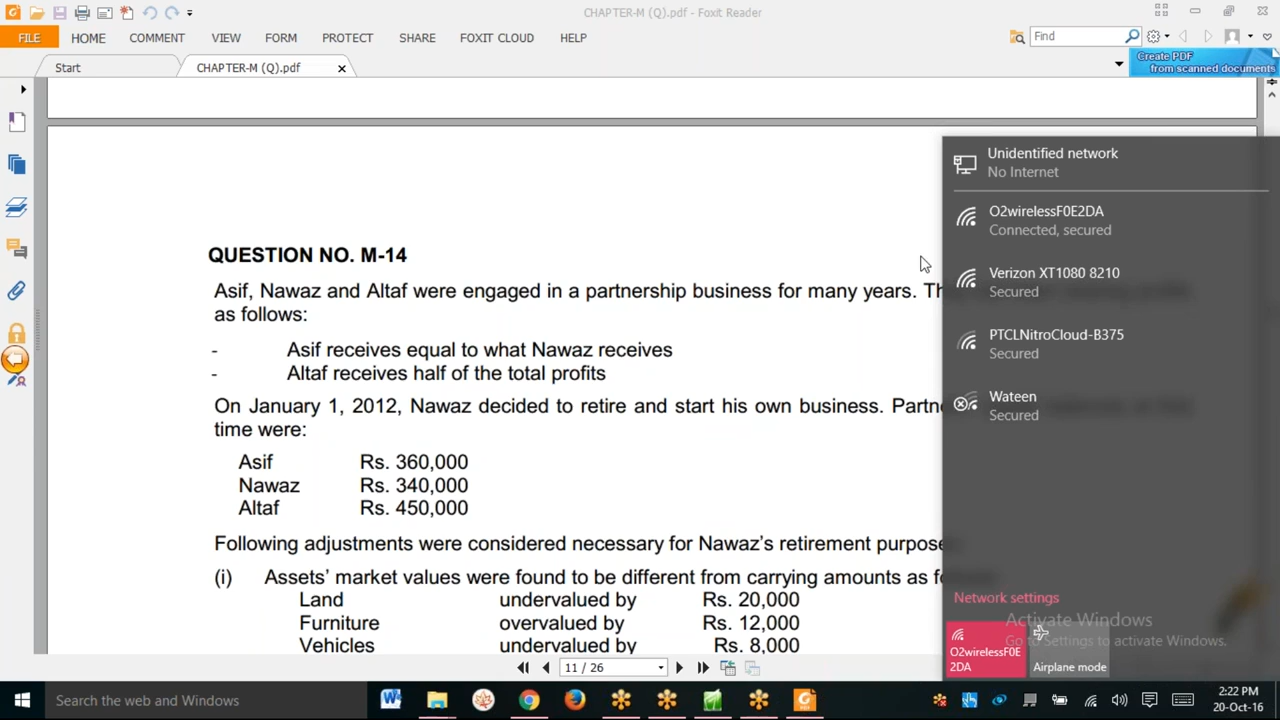 CHAPTER-M (Q).pdf - Foxit Reader
FILE HOME COMMENT VIEW FORM PROTECT SHARE FOXIT CLOUD HELP
Find
Start
CHAPTER-M (Q).pdf
Create PDF
from scanned documents
QUESTION NO. M-14
Asif, Nawaz and Altaf were engaged in a partnership business for many years.
as follows:
- Asif receives equal to what Nawaz receives
- Altaf receives half of the total profits
On January 1, 2012, Nawaz decided to retire and start his own business.
time were:
Asif Rs. 360,000
Nawaz Rs. 340,000
Altaf Rs. 450,000
Following adjustments were considered necessary for Nawaz's retirement purpose
(i) Assets' market values were found to be different from carrying amounts as
Land undervalued by Rs. 20,000
Furniture overvalued by Rs. 12,000
Vehicles undervalued by Rs. 8,000
11 / 26
Unidentified network
No Internet
O2wirelessF0E2DA
Connected, secured
Verizon XT1080 8210
Secured
PTCLNitroCloud-B375
Secured
Wateen
Secured
Network settings
Activate Windows
Go to Settings to activate Windows.
O2wirelessF0E
2DA
Airplane mode
Search the web and Windows
2:22 PM
20-Oct-16